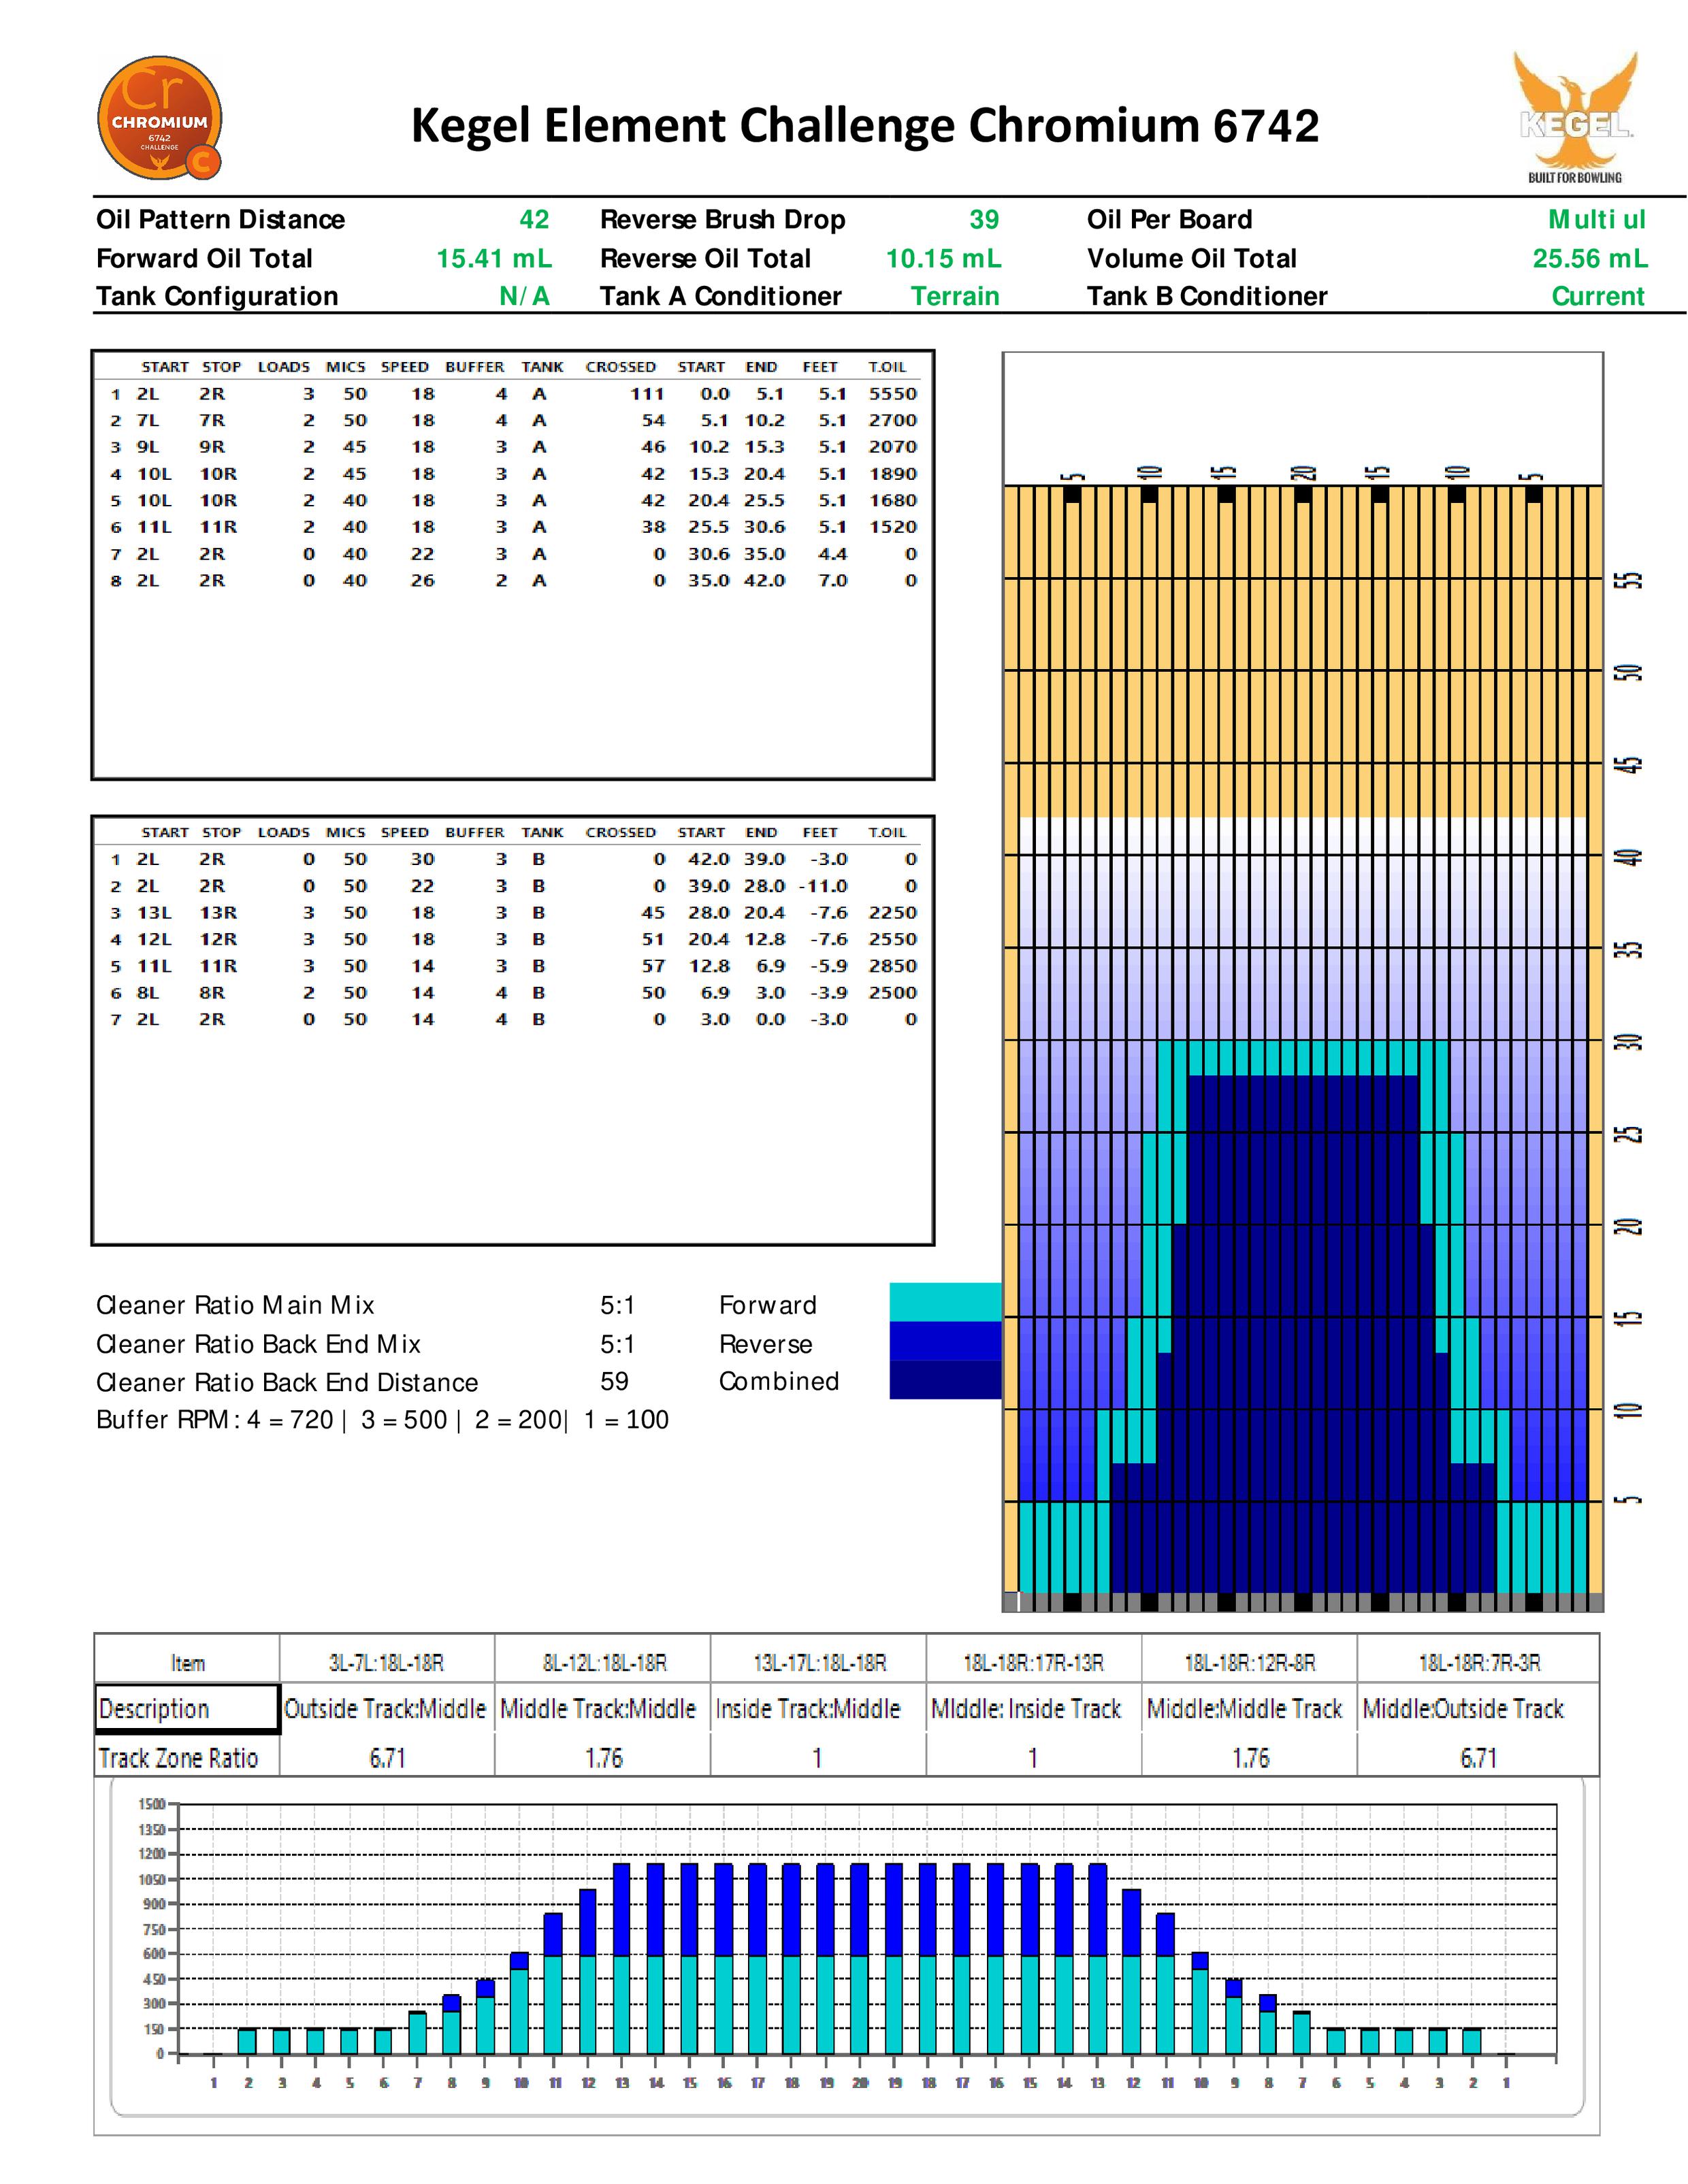 Cr
CHROMIUM
6742
CHALLENGE
C
Kegel Element Challenge Chromium 6742
KEGEL
BUILT FOR BOWLING
Oil Pattern Distance 42 Reverse Brush Drop 39 Oil Per Board Multi ul
Forward Oil Total 15.41 mL Reverse Oil Total 10.15 mL Volume Oil Total 25.56 mL
Tank Configuration N/A Tank A Conditioner Terrain Tank B Conditioner Current
START STOP LOADS MICS SPEED BUFFER TANK CROSSED START END FEET T.OIL
1 2L 2R 3 50 18 4 A 111 0.0 5.1 5.1 5550
2 7L 7R 2 50 18 4 A 54 5.1 10.2 5.1 2700
3 9L 9R 2 45 18 3 A 46 10.2 15.3 5.1 2070
4 10L 10R 2 45 18 3 A 42 15.3 20.4 5.1 1890
5 10L 10R 2 40 18 3 A 42 20.4 25.5 5.1 1680
6 11L 11R 2 40 18 3 A 38 25.5 30.6 5.1 1520
7 2L 2R 0 40 22 3 A 0 30.6 35.0 4.4 0
8 2L 2R 0 40 26 2 A 0 35.0 42.0 7.0 0
START STOP LOADS MICS SPEED BUFFER TANK CROSSED START END FEET T.OIL
1 2L 2R 0 50 30 3 B 0 42.0 39.0 -3.0 0
2 2L 2R 0 50 22 3 B 0 39.0 28.0 -11.0 0
3 13L 13R 3 50 18 3 B 45 28.0 20.4 -7.6 2250
4 12L 12R 3 50 18 3 B 51 20.4 12.8 -7.6 2550
5 11L 11R 3 50 14 3 B 57 12.8 6.9 -5.9 2850
6 8L 8R 2 50 14 4 B 50 6.9 3.0 -3.9 2500
7 2L 2R 0 50 14 4 B 0 3.0 0.0 -3.0 0
Cleaner Ratio Main Mix 5:1 Forward
Cleaner Ratio Back End Mix 5:1 Reverse
Cleaner Ratio Back End Distance 59 Combined
Buffer RPM: 4 = 720 | 3 = 500 | 2 = 200| 1 = 100
5 10 15 20 15 10 5
55
50
45
40
35
30
25
20
15
10
5
Item 3L-7L:18L-18R 8L-12L:18L-18R 13L-17L:18L-18R 18L-18R:17R-13R 18L-18R:12R-8R 18L-18R:7R-3R
Description Outside Track:Middle Middle Track:Middle Inside Track:Middle MIddle: Inside Track Middle:Middle Track Middle:Outside Track
Track Zone Ratio 6.71 1.76 1 1 1.76 6.71
1500
1350
1200
1050
900
750
600
450
300
150
0
1 2 3 4 5 6 7 8 9 10 11 12 13 14 15 16 17 18 19 20 19 18 17 16 15 14 13 12 11 10 9 8 7 6 5 4 3 2 1